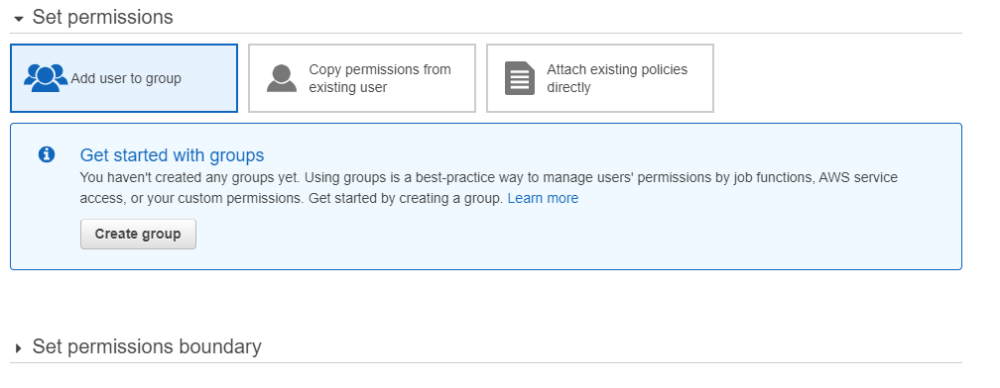 Set permissions
Add user to group
Copy permissions from
existing user
Attach existing policies
directly
Get started with groups
You haven't created any groups yet. Using groups is a best-practice way to manage users' permissions by job functions, AWS service
access, or your custom permissions. Get started by creating a group. Learn more
Create group
Set permissions boundary